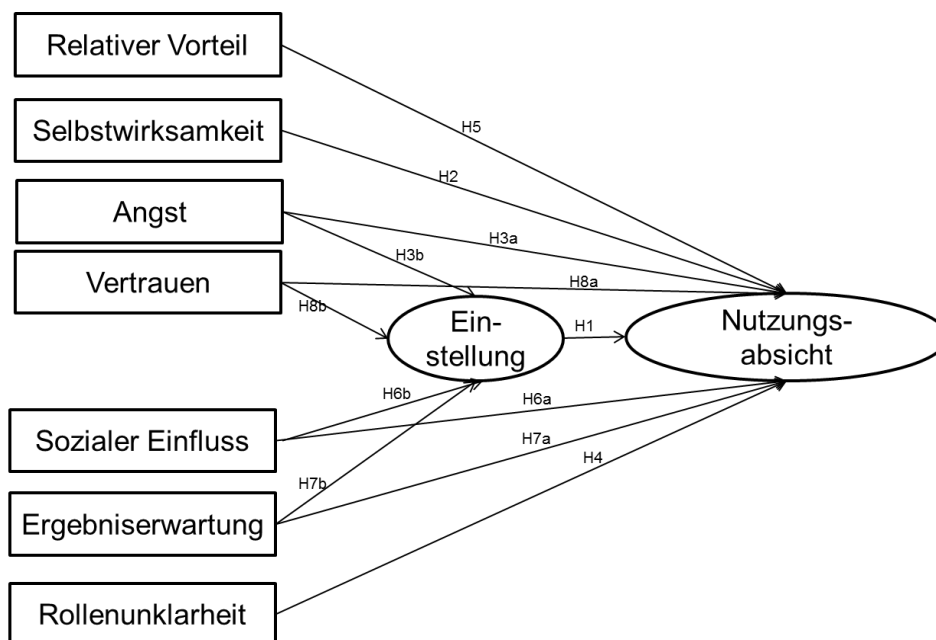 Relativer Vorteil
H5
Selbstwirksamkeit
H2
Angst
H3a
H3b
Vertrauen
H8a
H8b
Ein-
stellung
H1
Nutzungs-
absicht
H6b
H6a
Sozialer Einfluss
H7a
H4
H7b
Ergebniserwartung
Rollenunklarheit